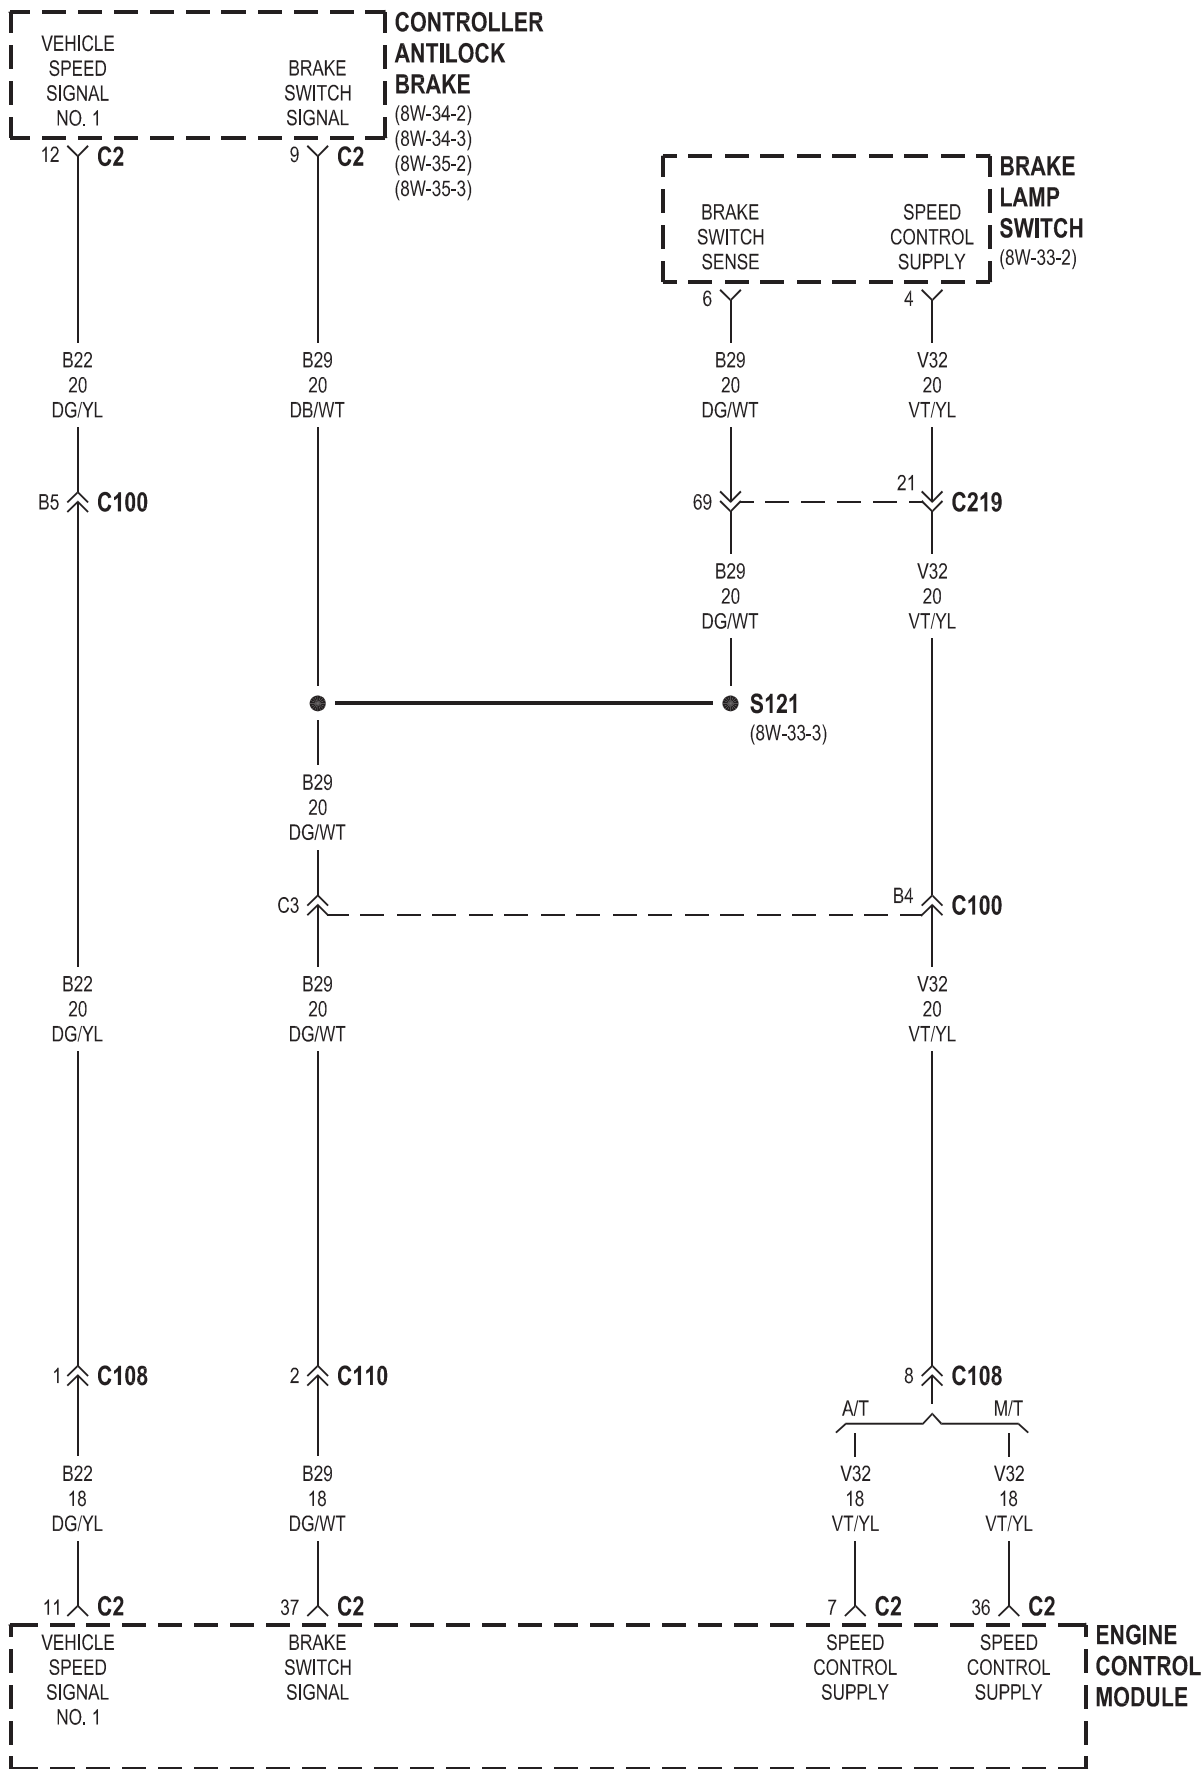 CONTROLLER
ANTILOCK
BRAKE
(8W-34-2)
(8W-34-3)
(8W-35-2)
(8W-35-3)
VEHICLE
SPEED
SIGNAL
NO. 1
BRAKE
SWITCH
SIGNAL
12 C2
9 C2
BRAKE
LAMP
SWITCH
(8W-33-2)
BRAKE
SWITCH
SENSE
SPEED
CONTROL
SUPPLY
6
4
B22
20
DG/YL
B29
20
DB/WT
B29
20
DG/WT
V32
20
VT/YL
B5 C100
69
21
C219
B29
20
DG/WT
V32
20
VT/YL
S121
(8W-33-3)
B29
20
DG/WT
C3
B4
C100
B22
20
DG/YL
B29
20
DG/WT
V32
20
VT/YL
1 C108
2 C110
8 C108
A/T
M/T
B22
18
DG/YL
B29
18
DG/WT
V32
18
VT/YL
V32
18
VT/YL
11 C2
37 C2
7 C2
36 C2
VEHICLE
SPEED
SIGNAL
NO. 1
BRAKE
SWITCH
SIGNAL
SPEED
CONTROL
SUPPLY
SPEED
CONTROL
SUPPLY
ENGINE
CONTROL
MODULE